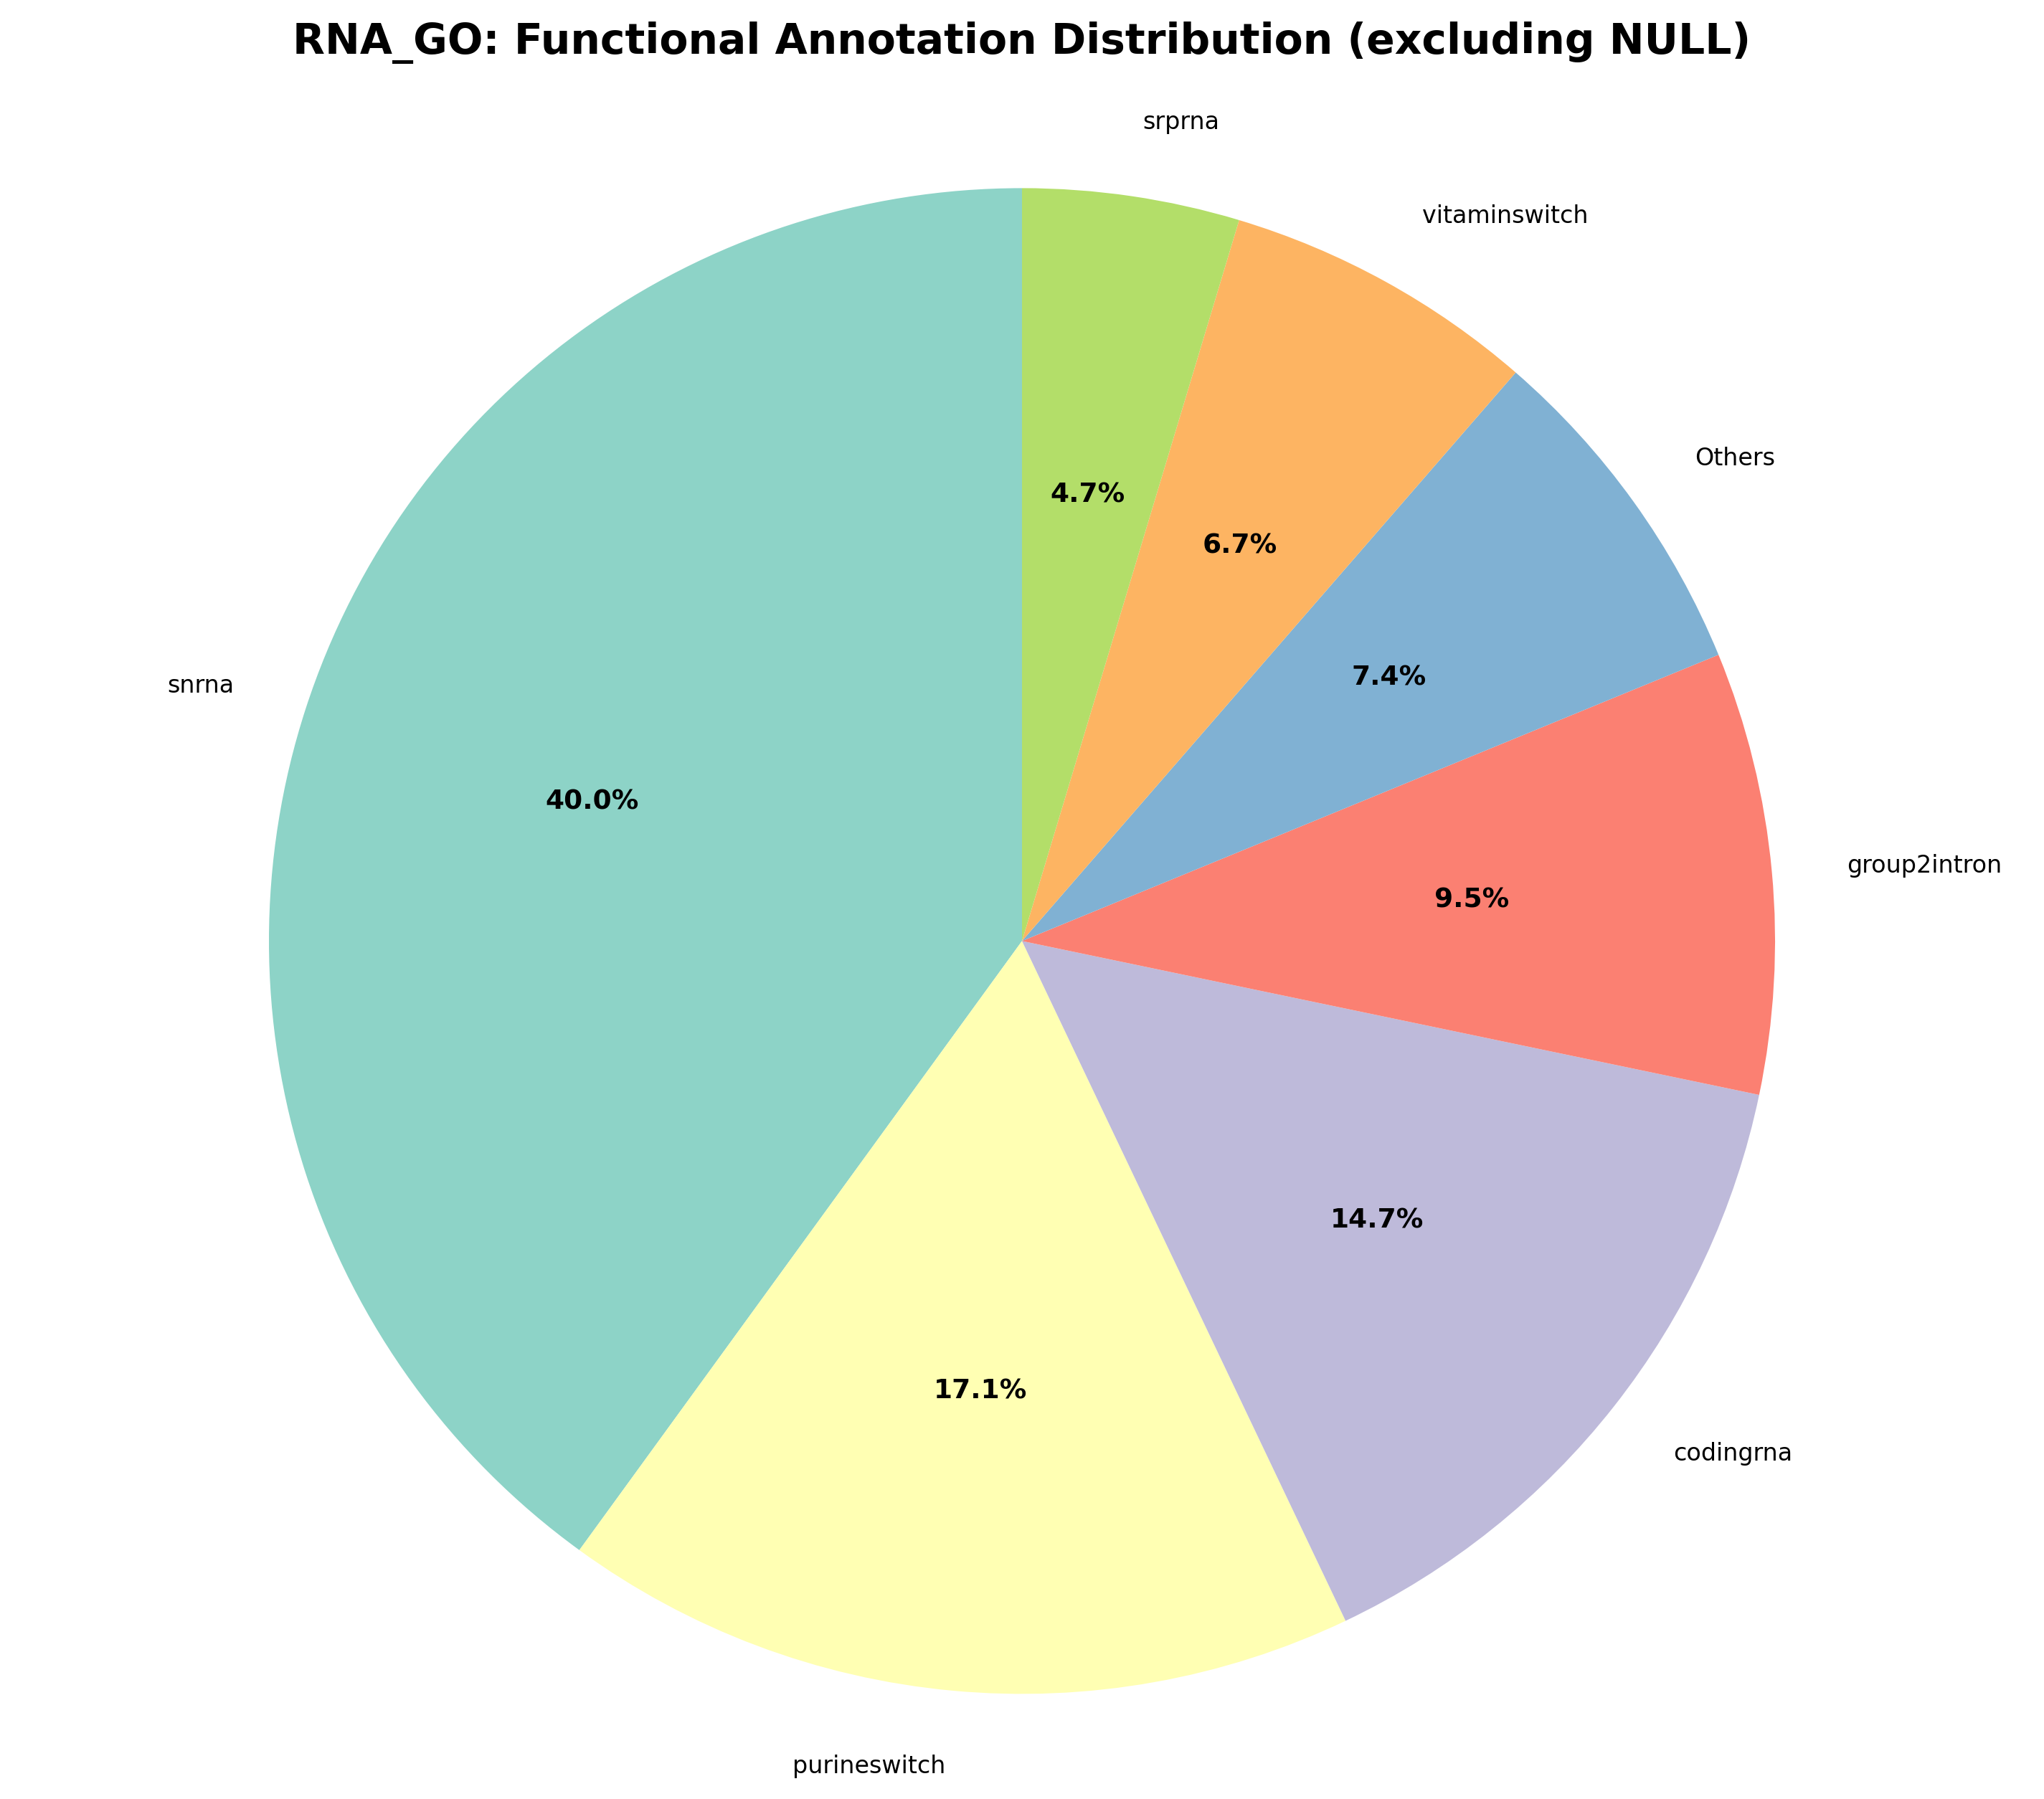 RNA_GO: Functional Annotation Distribution (excluding NULL)
srprna
vitaminswitch
Others
snrna
group2intron
codingrna
purineswitch
4.7%
6.7%
7.4%
40.0%
9.5%
14.7%
17.1%